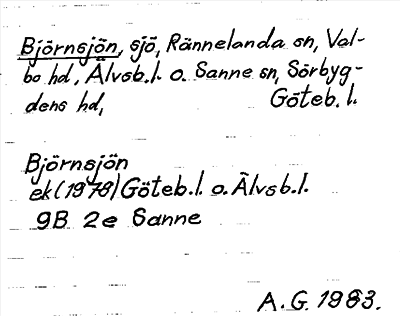 Björnsjön, sjö, Rännelanda sn, Val-
bo hd, Älvsb.l. o. Sanne sn, Sörbyg-
dens hd, Göteb. l.
Björnsjön
ek (1978) Göteb.l. o. Älvsb.l.
9B 2e Sanne
A.G. 1983.